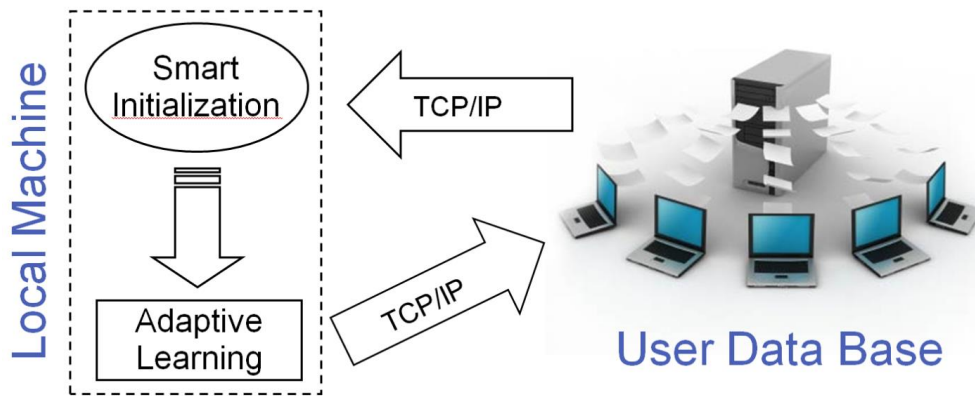 Local Machine
Smart
Initialization
TCP/IP
Adaptive
Learning
TCP/IP
User Data Base